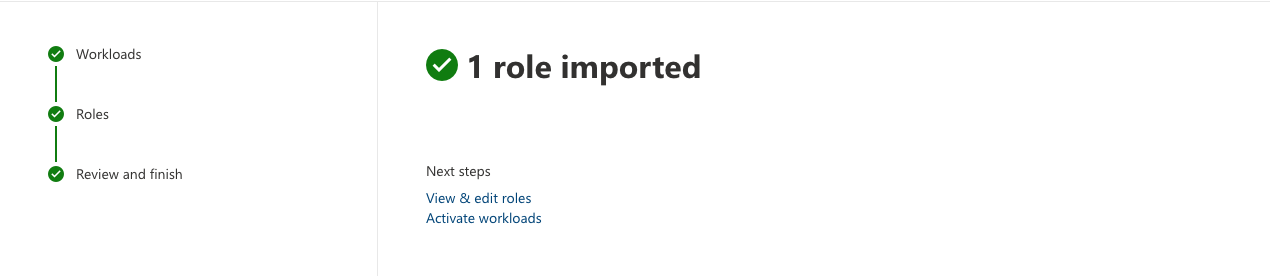 Workloads
Roles
Review and finish
1 role imported
Next steps
View & edit roles
Activate workloads